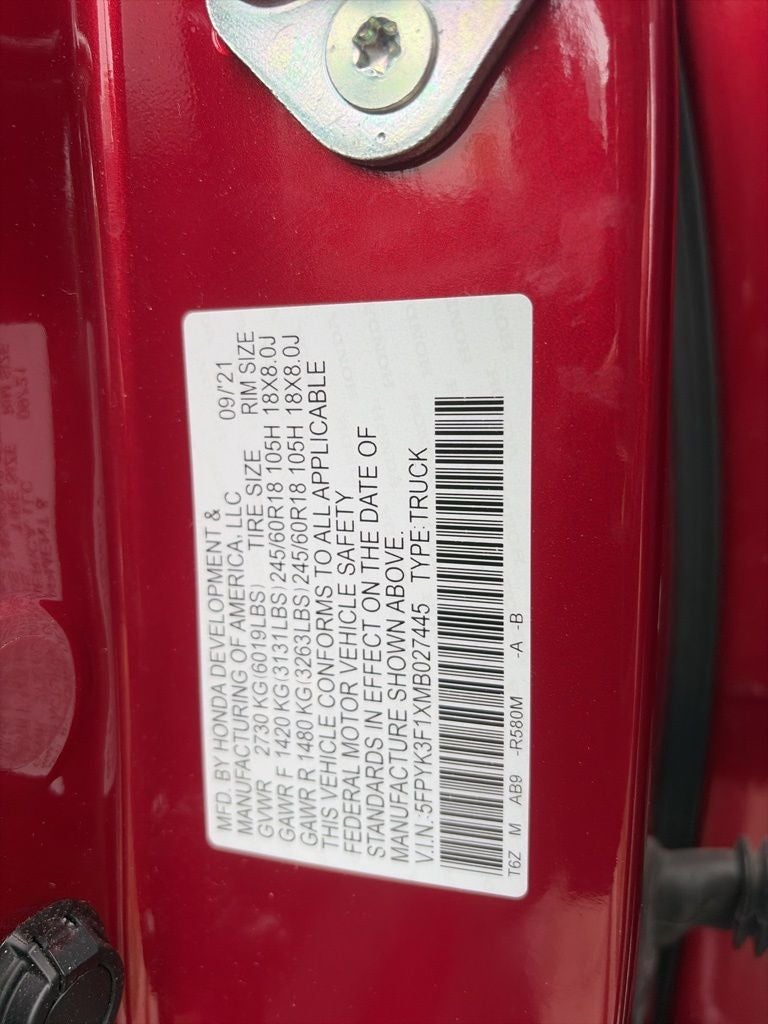 MFD. BY HONDA DEVELOPMENT &
MANUFACTURING OF AMERICA, LLC 09/'21
GVWR 2730 KG(6019LBS) TIRE SIZE RIM SIZE
GAWR F 1420 KG(3131LBS)245/60R18 105H 18X8.0J
GAWR R 1480 KG(3263LBS)245/60R18 105H 18X8.0J
THIS VEHICLE CONFORMS TO ALL APPLICABLE
FEDERAL MOTOR VEHICLE SAFETY
STANDARDS IN EFFECT ON THE DATE OF
MANUFACTURE SHOWN ABOVE.
V.I.N.:5FPYK3F1XMB027445 TYPE:TRUCK
T6Z M AB9 -R580M -A -B